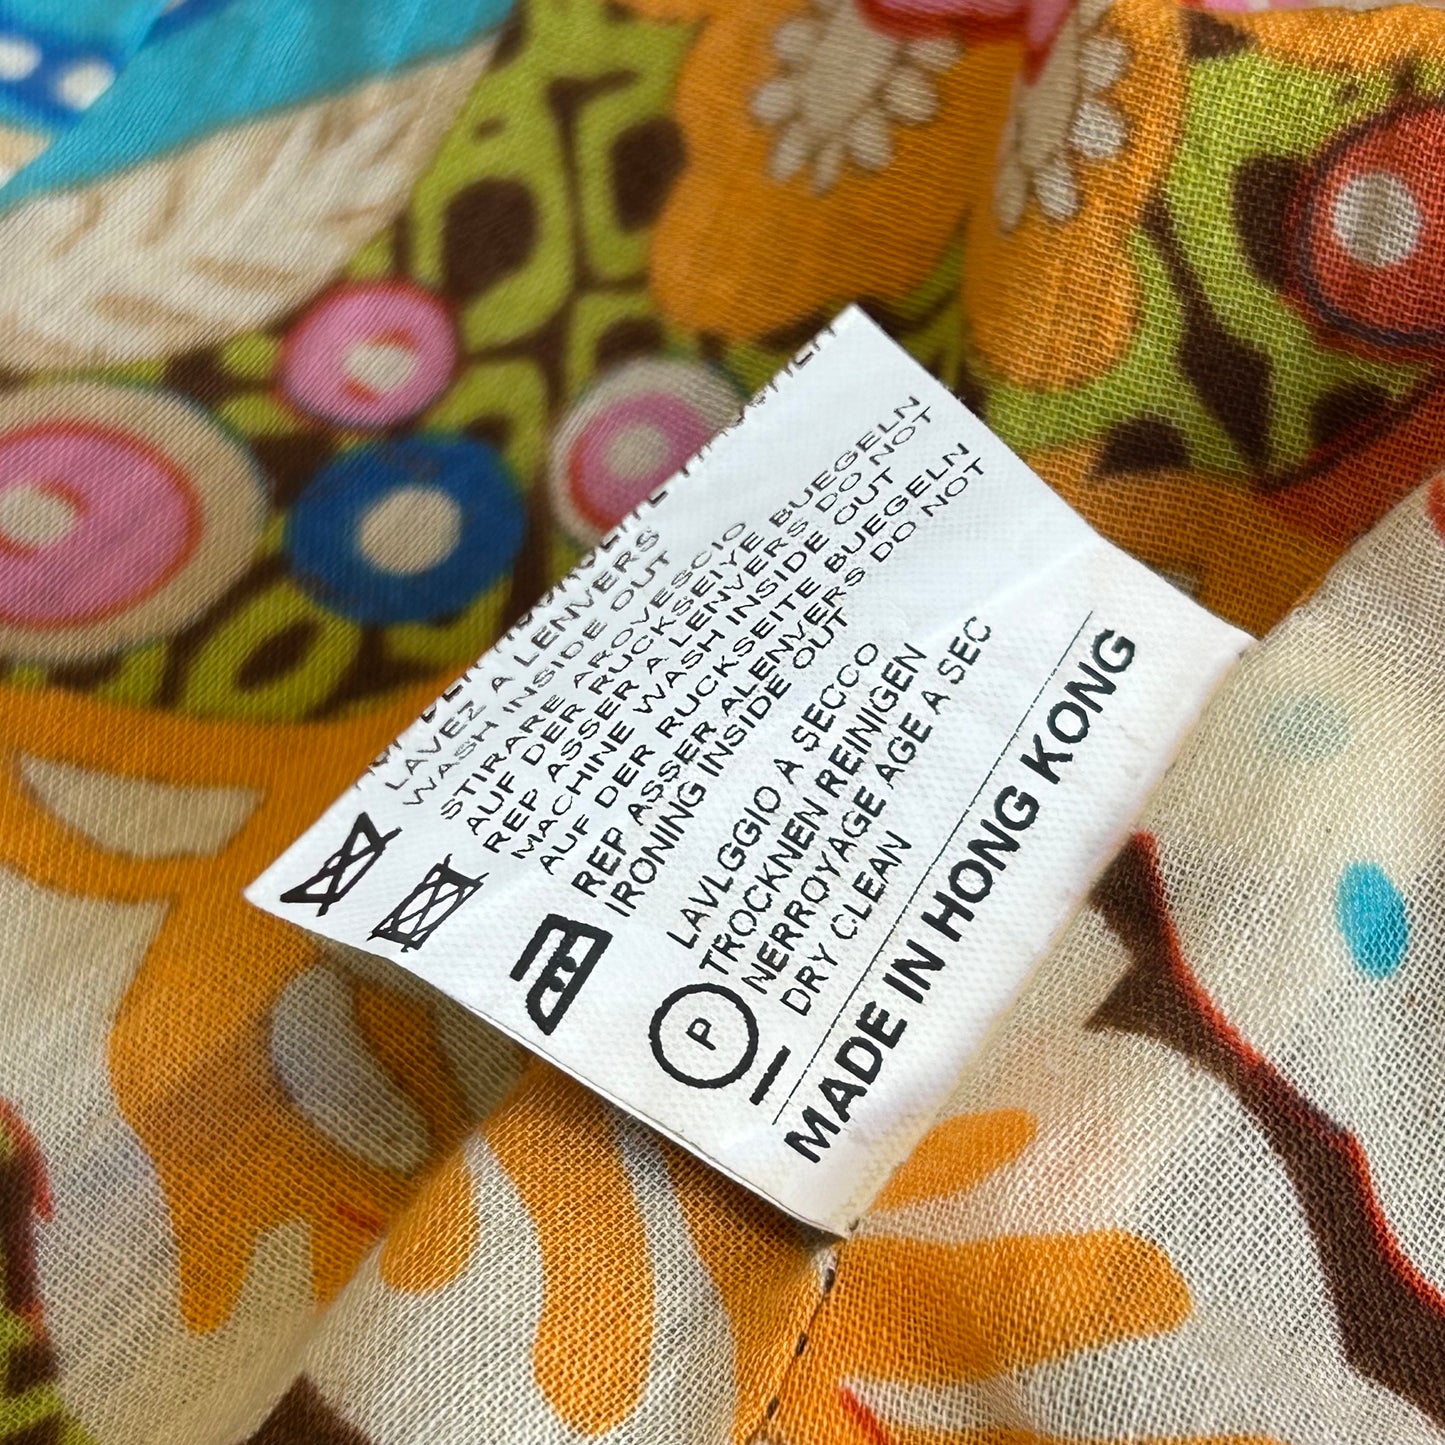 LAVEZ A LENVERS
WASH INSIDE OUT
STIRARE AROVESCIO
AUF DER RUCKSEIYE BUEGELN
REP ASSER A LENVERS DO NOT
MACHINE WASH INSIDE OUT
AUF DER RUCKSEITE BUEGELN
REP ASSER ALENVERS DO NOT
IRONING INSIDE OUT
LAVLGGIO A SECCO
TROCKNEN REINIGEN
NERROYAGE AGE A SEC
P
DRY CLEAN
MADE IN HONG KONG